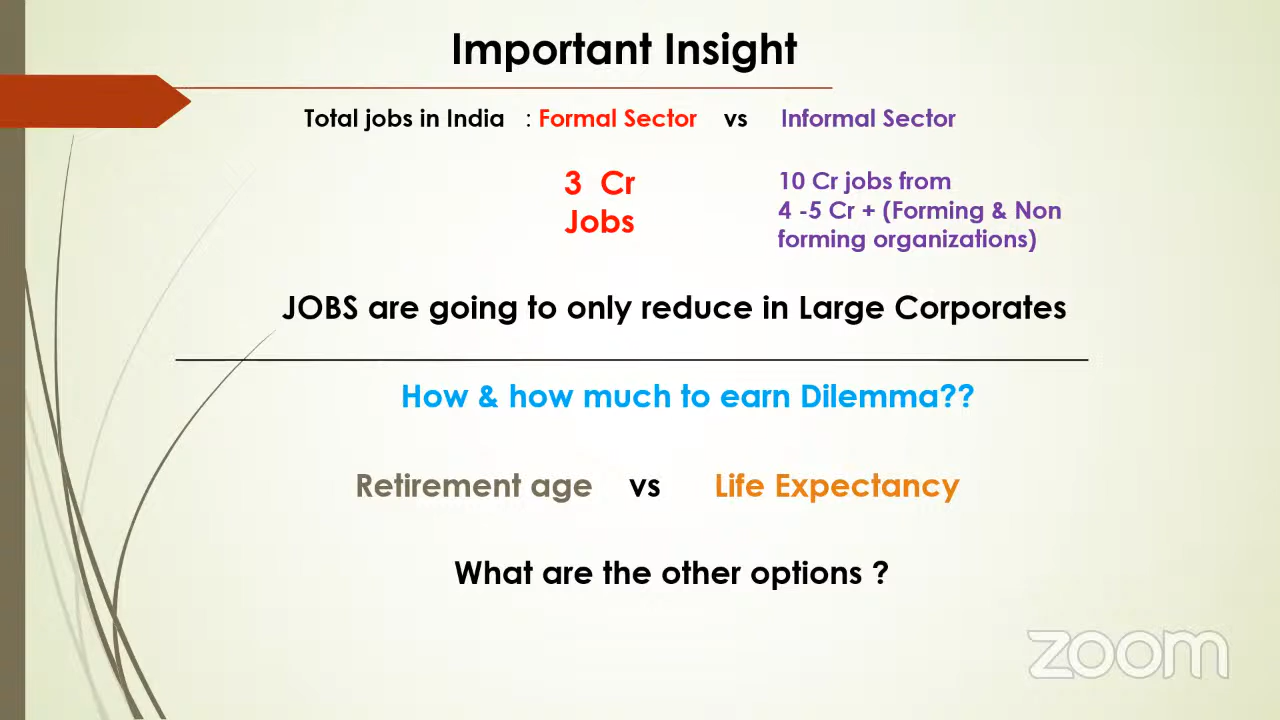 Important Insight
Total jobs in India : Formal Sector vs Informal Sector
3 Cr
Jobs
10 Cr jobs from
4 -5 Cr + (Forming & Non
forming organizations)
JOBS are going to only reduce in Large Corporates
How & how much to earn Dilemma??
Retirement age vs Life Expectancy
What are the other options ?
zoom